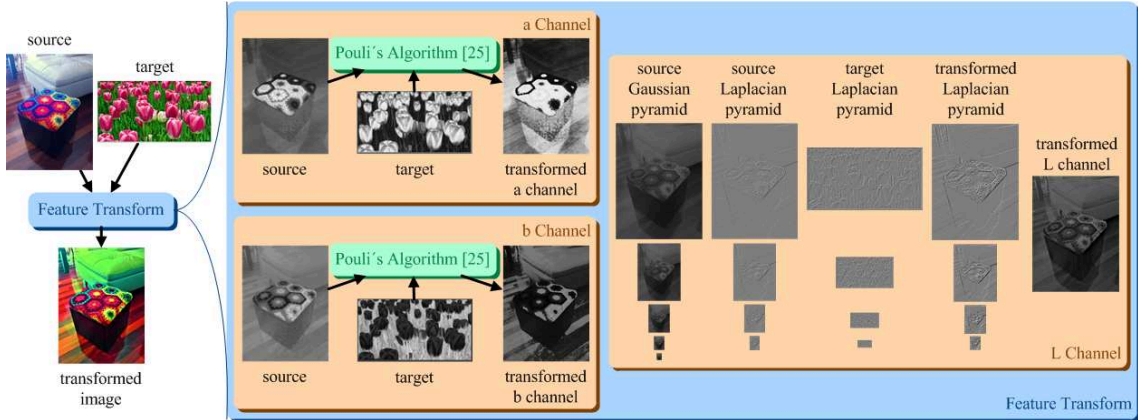 source
target
Feature Transform
transformed
image
a Channel
Pouli´s Algorithm [25]
source
target
transformed
a channel
b Channel
Pouli´s Algorithm [25]
source
target
transformed
b channel
source
Gaussian
pyramid
source
Laplacian
pyramid
target
Laplacian
pyramid
transformed
Laplacian
pyramid
transformed
L channel
L Channel
Feature Transform